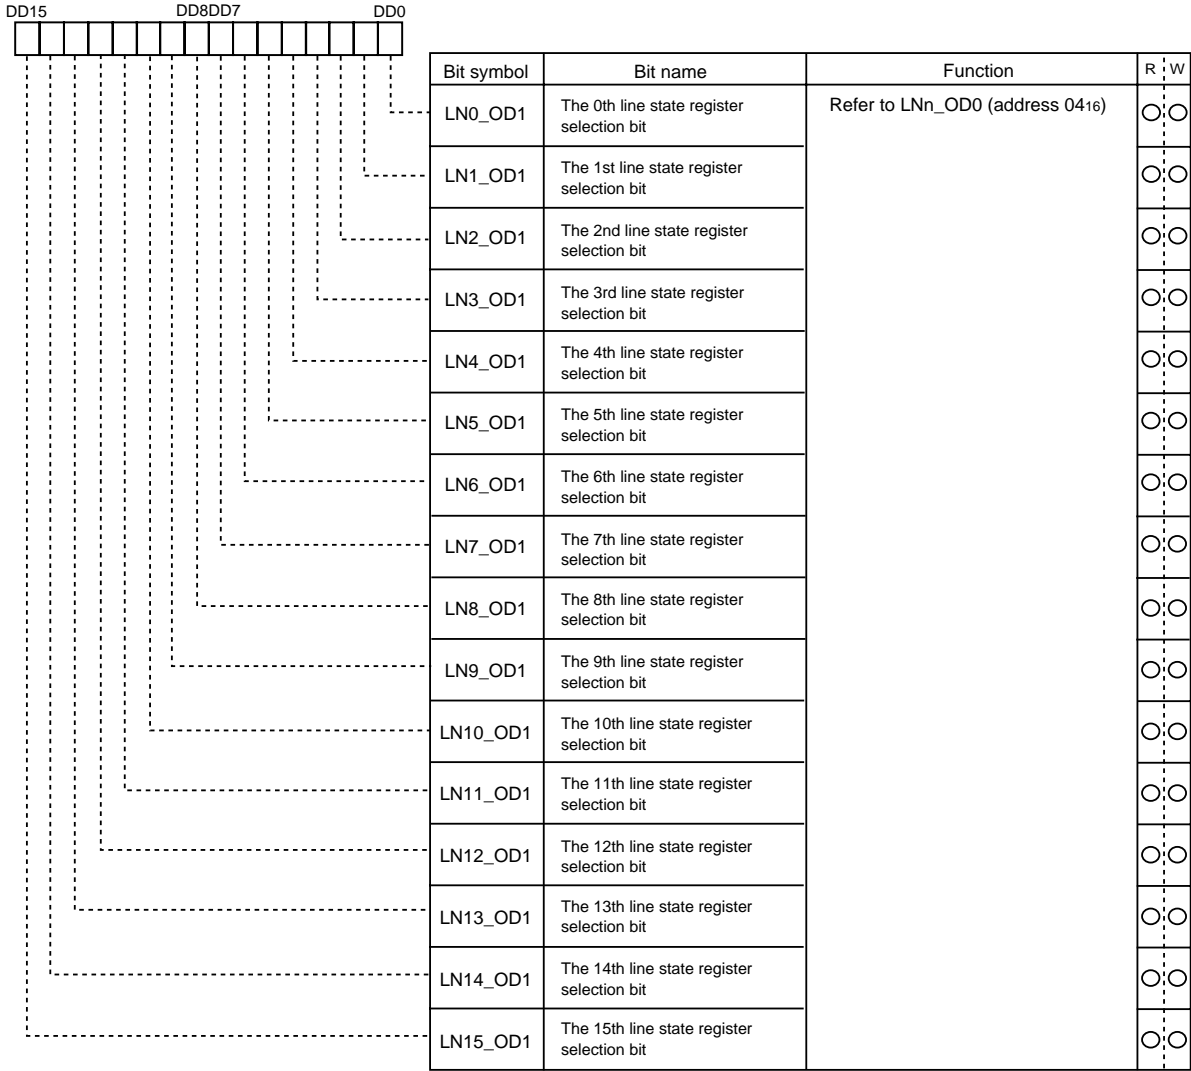 DD15 DD8DD7 DD0
Bit symbol Bit name Function R W
LN0_OD1 The 0th line state register Refer to LNn_OD0 (address 0416)
selection bit
LN1_OD1 The 1st line state register
selection bit
LN2_OD1 The 2nd line state register
selection bit
LN3_OD1 The 3rd line state register
selection bit
LN4_OD1 The 4th line state register
selection bit
LN5_OD1 The 5th line state register
selection bit
LN6_OD1 The 6th line state register
selection bit
LN7_OD1 The 7th line state register
selection bit
LN8_OD1 The 8th line state register
selection bit
LN9_OD1 The 9th line state register
selection bit
LN10_OD1 The 10th line state register
selection bit
LN11_OD1 The 11th line state register
selection bit
LN12_OD1 The 12th line state register
selection bit
LN13_OD1 The 13th line state register
selection bit
LN14_OD1 The 14th line state register
selection bit
LN15_OD1 The 15th line state register
selection bit